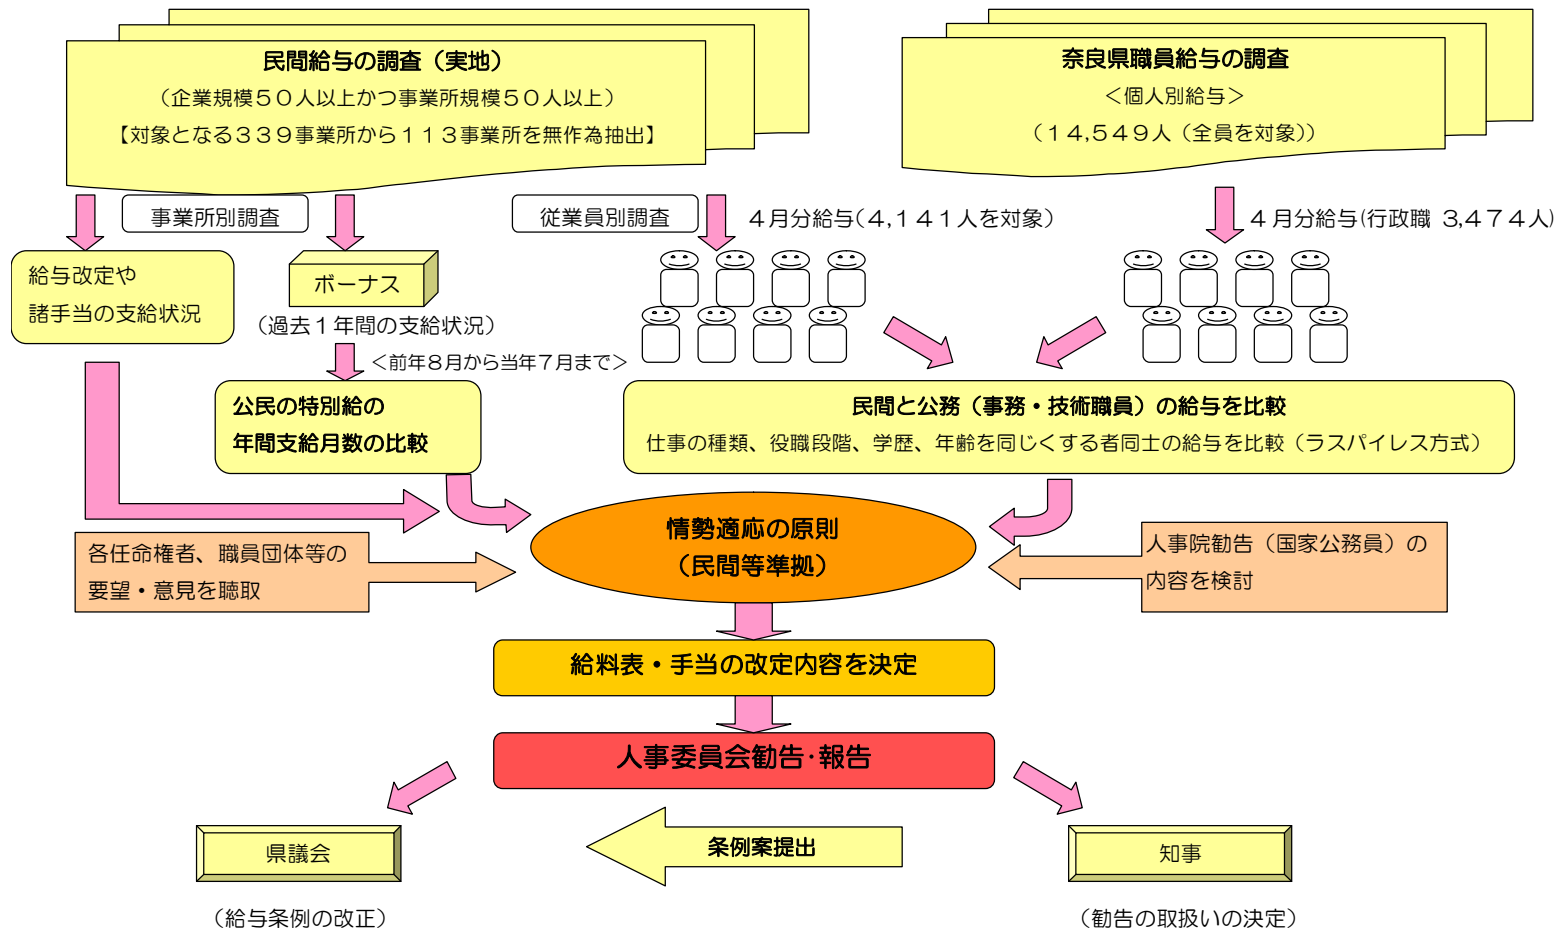 民間給与の調査（実地）
（企業規模５０人以上かつ事業所規模５０人以上）
【対象となる３３９事業所から１１３事業所を無作為抽出】
奈良県職員給与の調査
＜個人別給与＞
（１４,５４９人（全員を対象））
事業所別調査
従業員別調査
４月分給与（４,１４１人を対象）
４月分給与(行政職 3,474人)
給与改定や
諸手当の支給状況
ボーナス
（過去１年間の支給状況）
＜前年８月から当年７月まで＞
公民の特別給の
年間支給月数の比較
民間と公務（事務・技術職員）の給与を比較
仕事の種類、役職段階、学歴、年齢を同じくする者同士の給与を比較（ラスパイレス方式）
情勢適応の原則
（民間等準拠）
各任命権者、職員団体等の
要望・意見を聴取
人事院勧告（国家公務員）の
内容を検討
給料表・手当の改定内容を決定
人事委員会勧告･報告
県議会
条例案提出
知事
（給与条例の改正）
（勧告の取扱いの決定）